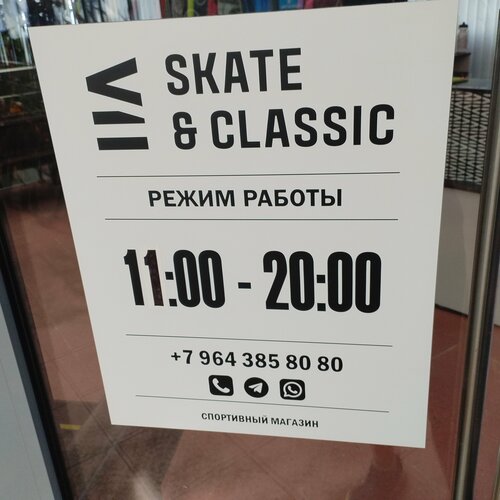 SKATE
& CLASSIC
РЕЖИМ РАБОТЫ
11:00 - 20:00
+7 964 385 80 80
СПОРТИВНЫЙ МАГАЗИН